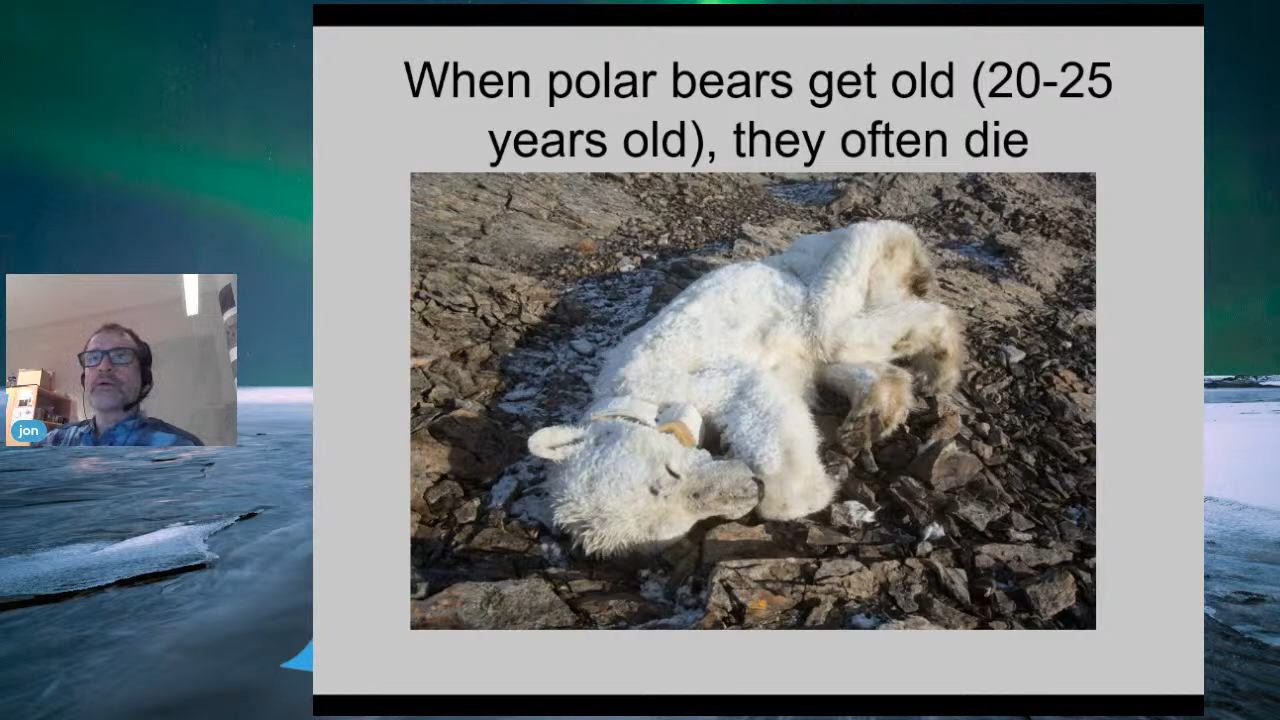 When polar bears get old (20-25
years old), they often die
jon